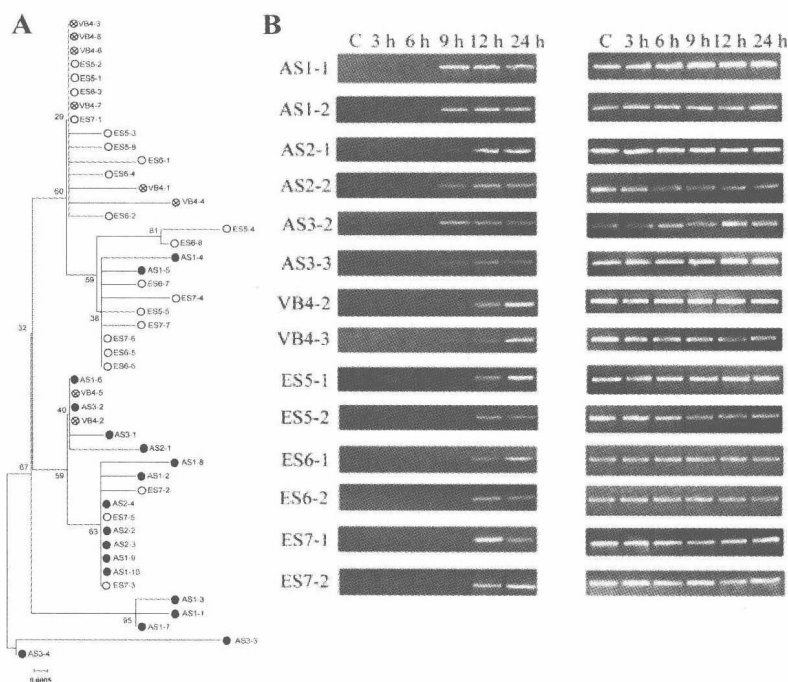 A
VB4-3
VB4-8
VB4-6
ES5-2
ES5-1
ES6-3
VB4-7
ES7-1
29
ES5-3
ES5-8
ES6-1
ES5-4
60
VB4-1
VB4-4
ES6-2
81
ES5-4
ES6-8
AS1-4
AS1-5
59
ES6-7
ES7-4
ES5-5
38
ES7-7
ES7-6
ES6-5
ES6-6
32
AS1-6
VB4-5
40
AS3-2
VB4-2
AS3-1
AS2-1
67
59
AS1-8
AS1-2
ES7-2
AS2-4
ES7-5
63
AS2-2
AS2-3
AS1-9
AS1-10
ES7-3
AS1-3
AS1-1
95
AS1-7
AS3-3
AS3-4
0.0005
B
C 3 h 6 h 9 h 12 h 24 h
C 3 h 6 h 9 h 12 h 24 h
AS1-1
AS1-2
AS2-1
AS2-2
AS3-2
AS3-3
VB4-2
VB4-3
ES5-1
ES5-2
ES6-1
ES6-2
ES7-1
ES7-2